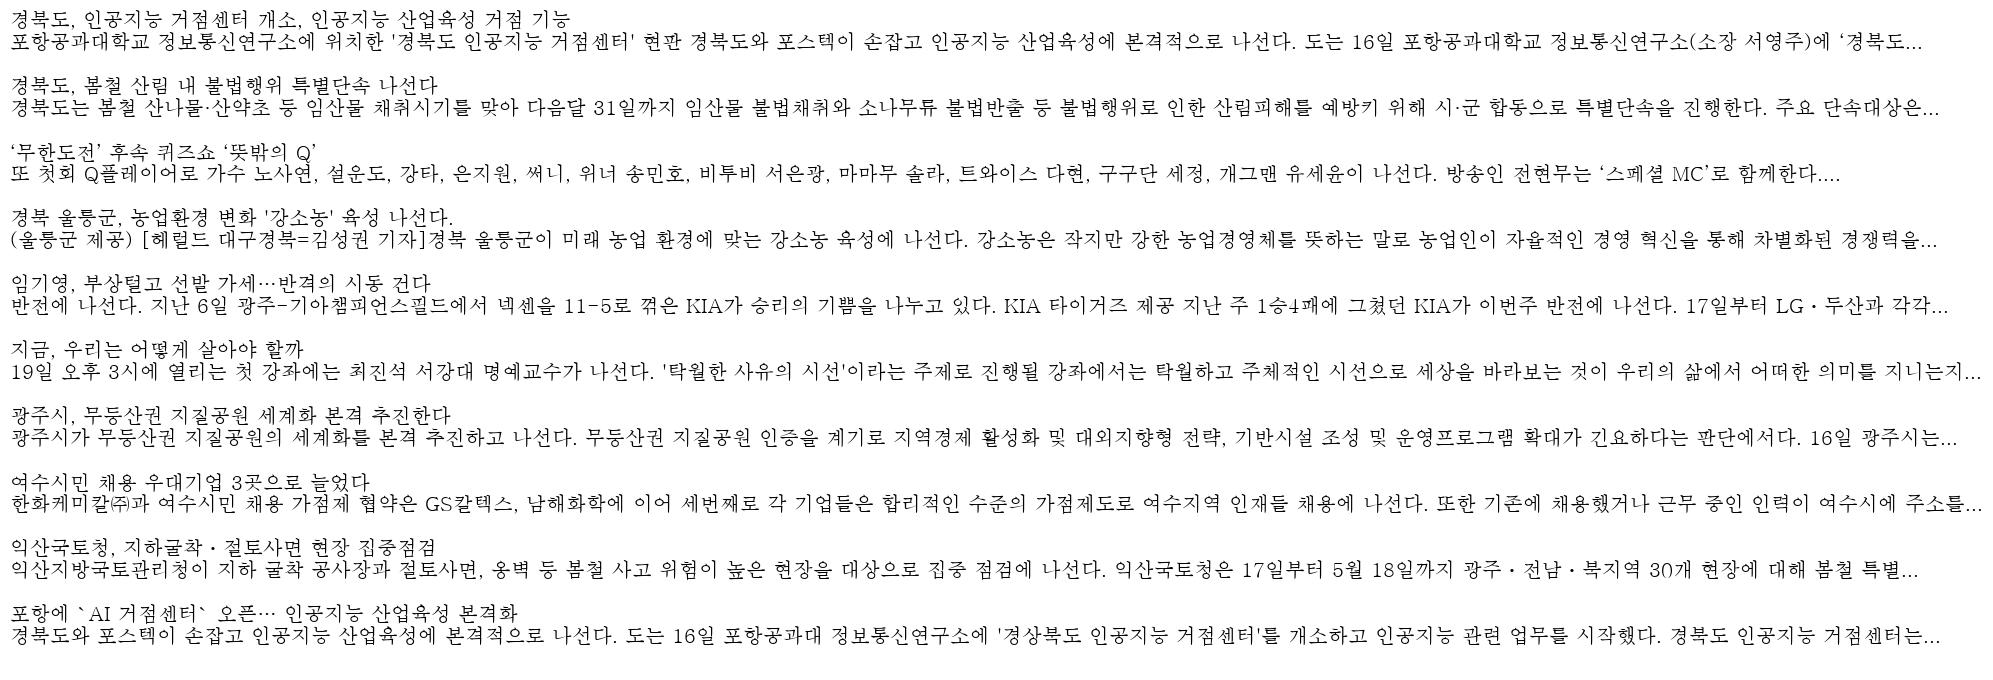 경북도, 인공지능 거점센터 개소, 인공지능 산업육성 거점 기능
포항공과대학교 정보통신연구소에 위치한 '경북도 인공지능 거점센터' 현판 경북도와 포스텍이 손잡고 인공지능 산업육성에 본격적으로 나선다. 도는 16일 포항공과대학교 정보통신연구소(소장 서영주)에 ‘경북도...
경북도, 봄철 산림 내 불법행위 특별단속 나선다
경북도는 봄철 산나물·산약초 등 임산물 채취시기를 맞아 다음달 31일까지 임산물 불법채취와 소나무류 불법반출 등 불법행위로 인한 산림피해를 예방키 위해 시·군 합동으로 특별단속을 진행한다. 주요 단속대상은...
‘무한도전’ 후속 퀴즈쇼 ‘뜻밖의 Q’
또 첫회 Q플레이어로 가수 노사연, 설운도, 강타, 은지원, 써니, 위너 송민호, 비투비 서은광, 마마무 솔라, 트와이스 다현, 구구단 세정, 개그맨 유세윤이 나선다. 방송인 전현무는 ‘스페셜 MC’로 함께한다....
경북 울릉군, 농업환경 변화 '강소농' 육성 나선다.
(울릉군 제공) [헤럴드 대구경북=김성권 기자]경북 울릉군이 미래 농업 환경에 맞는 강소농 육성에 나선다. 강소농은 작지만 강한 농업경영체를 뜻하는 말로 농업인이 자율적인 경영 혁신을 통해 차별화된 경쟁력을...
임기영, 부상털고 선발 가세…반격의 시동 건다
반전에 나선다. 지난 6일 광주-기아챔피언스필드에서 넥센을 11-5로 꺾은 KIA가 승리의 기쁨을 나누고 있다. KIA 타이거즈 제공 지난 주 1승4패에 그쳤던 KIA가 이번주 반전에 나선다. 17일부터 LG·두산과 각각...
지금, 우리는 어떻게 살아야 할까
19일 오후 3시에 열리는 첫 강좌에는 최진석 서강대 명예교수가 나선다. '탁월한 사유의 시선'이라는 주제로 진행될 강좌에서는 탁월하고 주체적인 시선으로 세상을 바라보는 것이 우리의 삶에서 어떠한 의미를 지니는지...
광주시, 무등산권 지질공원 세계화 본격 추진한다
광주시가 무등산권 지질공원의 세계화를 본격 추진하고 나선다. 무등산권 지질공원 인증을 계기로 지역경제 활성화 및 대외지향형 전략, 기반시설 조성 및 운영프로그램 확대가 긴요하다는 판단에서다. 16일 광주시는...
여수시민 채용 우대기업 3곳으로 늘었다
한화케미칼㈜과 여수시민 채용 가점제 협약은 GS칼텍스, 남해화학에 이어 세번째로 각 기업들은 합리적인 수준의 가점제도로 여수지역 인재들 채용에 나선다. 또한 기존에 채용했거나 근무 중인 인력이 여수시에 주소를...
익산국토청, 지하굴착·절토사면 현장 집중점검
익산지방국토관리청이 지하 굴착 공사장과 절토사면, 옹벽 등 봄철 사고 위험이 높은 현장을 대상으로 집중 점검에 나선다. 익산국토청은 17일부터 5월 18일까지 광주·전남·북지역 30개 현장에 대해 봄철 특별...
포항에 `AI 거점센터` 오픈… 인공지능 산업육성 본격화
경북도와 포스텍이 손잡고 인공지능 산업육성에 본격적으로 나선다. 도는 16일 포항공과대 정보통신연구소에 '경상북도 인공지능 거점센터'를 개소하고 인공지능 관련 업무를 시작했다. 경북도 인공지능 거점센터는...